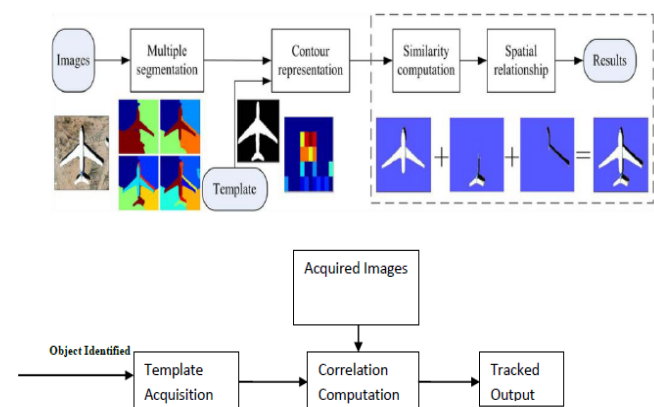 Images
Multiple
segmentation
Contour
representation
Similarity
computation
Spatial
relationship
Results
Template
+ + =
Acquired Images
Object Identified
Template
Acquisition
Correlation
Computation
Tracked
Output